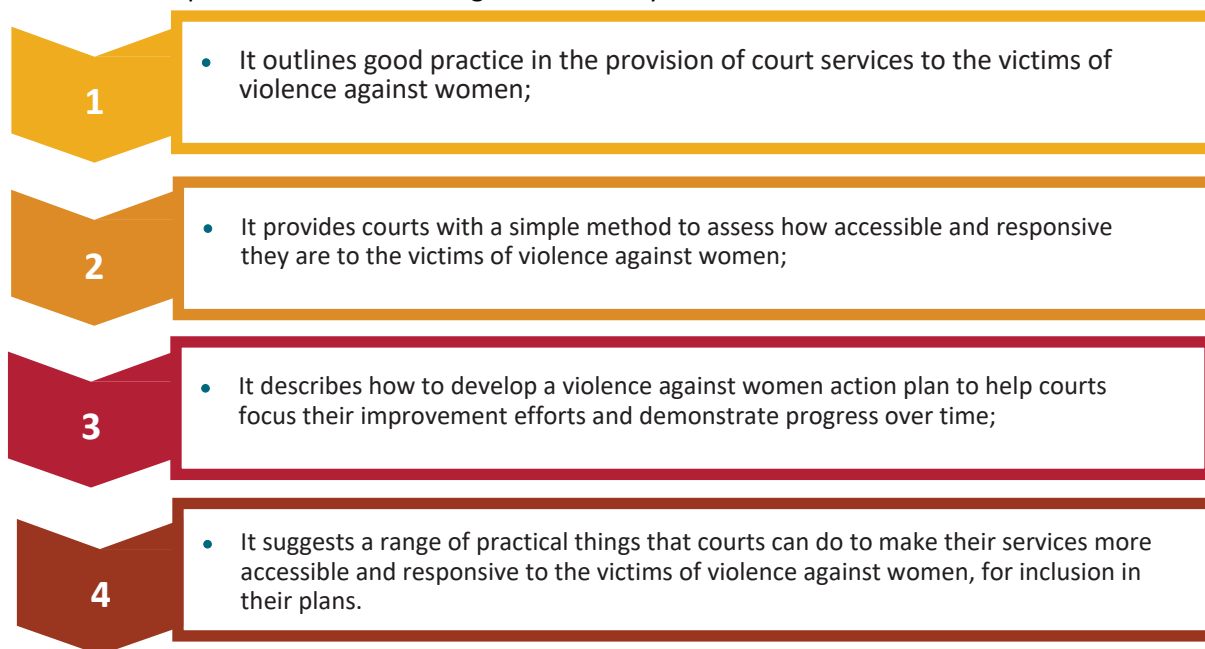 1
• It outlines good practice in the provision of court services to the victims of
violence against women;
2
• It provides courts with a simple method to assess how accessible and responsive
they are to the victims of violence against women;
3
• It describes how to develop a violence against women action plan to help courts
focus their improvement efforts and demonstrate progress over time;
4
• It suggests a range of practical things that courts can do to make their services more
accessible and responsive to the victims of violence against women, for inclusion in
their plans.